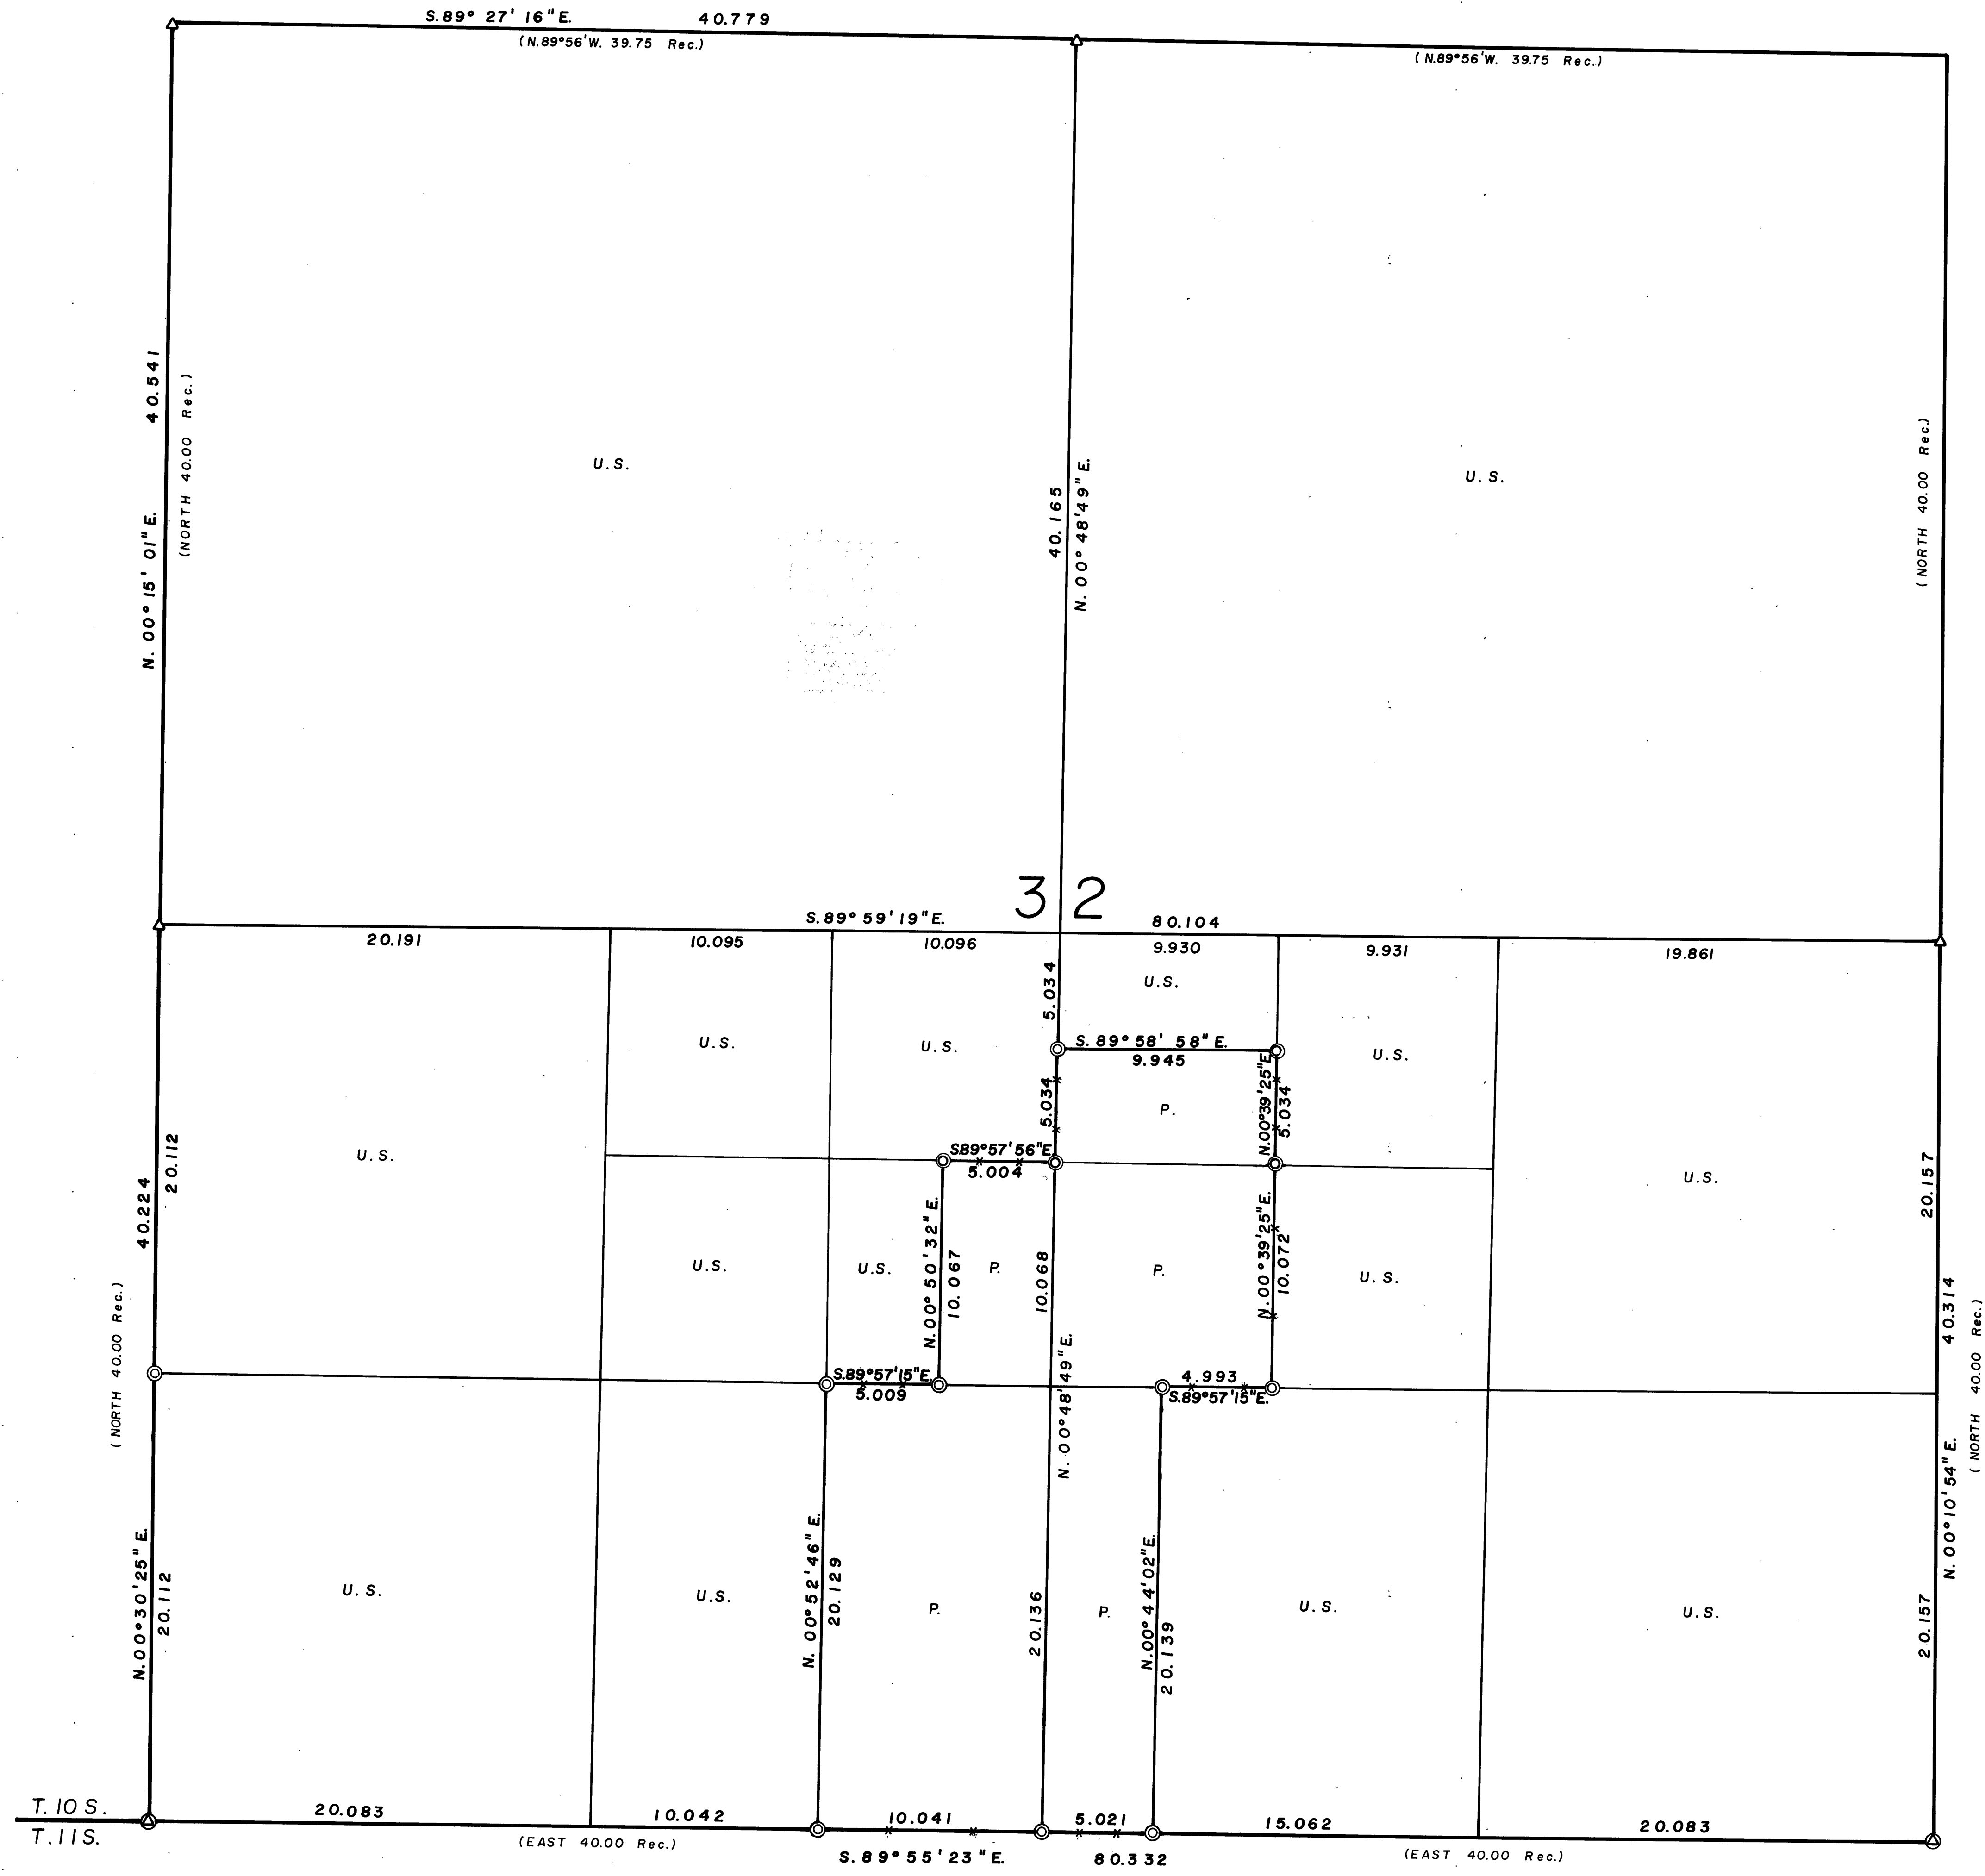 S. 89° 27' 16" E. 40.779
(N. 89° 56' W. 39.75 Rec.)
(N. 89° 56' W. 39.75 Rec.)
N. 00° 15' 01" E. 40.541
(NORTH 40.00 Rec.)
U.S.
40.165
N. 00° 48' 49" E.
U.S.
(NORTH 40.00 Rec.)
32
S. 89° 59' 19" E. 80.104
20.191 10.095 10.096 9.930 9.931 19.861
5.034
U.S.
U.S.
U.S.
S. 89° 58' 58" E.
9.945
U.S.
5.034
P.
N. 00° 39' 25" E.
5.034
U.S.
40.224
20.112
S. 89° 57' 56" E.
5.004
U.S.
20.157
U.S.
U.S.
N. 00° 50' 32" E.
10.067
P.
10.068
P.
N. 00° 39' 25" E.
10.072
U.S.
(NORTH 40.00 Rec.)
40.314
(NORTH 40.00 Rec.)
S. 89° 57' 15" E.
5.009
N. 00° 48' 49" E.
4.993
S. 89° 57' 15" E.
N. 00° 10' 54" E.
N. 00° 30' 25" E.
20.112
U.S.
U.S.
N. 00° 52' 46" E.
20.129
P.
20.136
P.
N. 00° 44' 02" E.
20.139
U.S.
U.S.
20.157
T. 10 S.
T. 11 S.
20.083 10.042 10.041 5.021 15.062 20.083
(EAST 40.00 Rec.)
S. 89° 55' 23" E. 80.332
(EAST 40.00 Rec.)